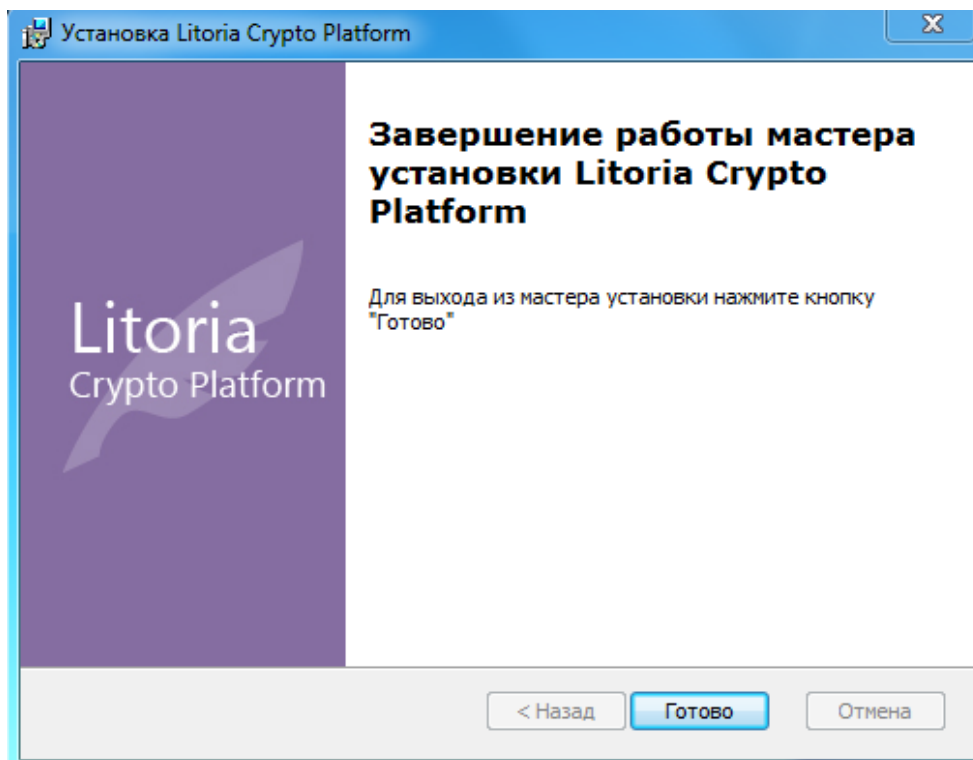 Установка Litoria Crypto Platform
Завершение работы мастера
установки Litoria Crypto
Platform
Для выхода из мастера установки нажмите кнопку
"Готово"
Litoria
Crypto Platform
< Назад
Готово
Отмена